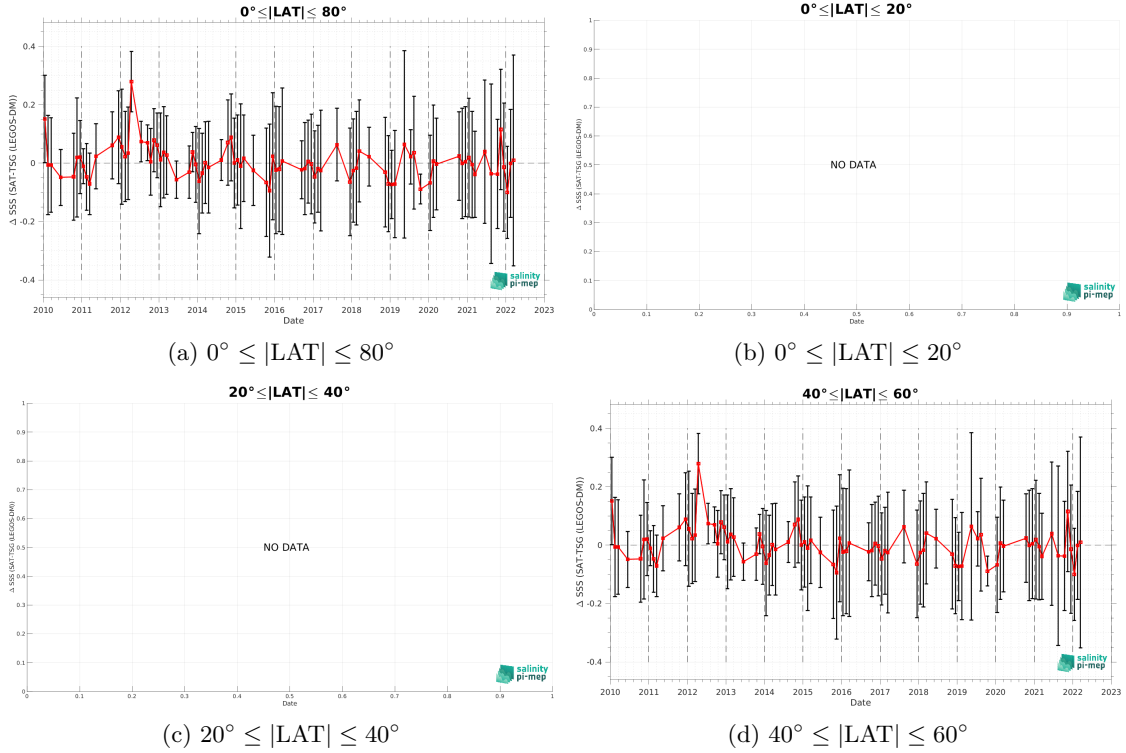 0°≤|LAT|≤ 80°
Δ SSS (SAT-TSG (LEGOS-DM))
0.4
0.2
0
-0.2
-0.4
2010 2011 2012 2013 2014 2015 2016 2017 2018 2019 2020 2021 2022 2023
Date
salinity
pi-mep
(a) 0° ≤ |LAT| ≤ 80°
0°≤|LAT|≤ 20°
Δ SSS (SAT-TSG (LEGOS-DM))
1
0.9
0.8
0.7
0.6
0.5
0.4
0.3
0.2
0.1
0
NO DATA
0 0.1 0.2 0.3 0.4 0.5 0.6 0.7 0.8 0.9 1
Date
salinity
pi-mep
(b) 0° ≤ |LAT| ≤ 20°
20°≤|LAT|≤ 40°
Δ SSS (SAT-TSG (LEGOS-DM))
1
0.9
0.8
0.7
0.6
0.5
0.4
0.3
0.2
0.1
0
NO DATA
0 0.1 0.2 0.3 0.4 0.5 0.6 0.7 0.8 0.9 1
Date
salinity
pi-mep
(c) 20° ≤ |LAT| ≤ 40°
40°≤|LAT|≤ 60°
Δ SSS (SAT-TSG (LEGOS-DM))
0.4
0.2
0
-0.2
-0.4
2010 2011 2012 2013 2014 2015 2016 2017 2018 2019 2020 2021 2022 2023
Date
salinity
pi-mep
(d) 40° ≤ |LAT| ≤ 60°